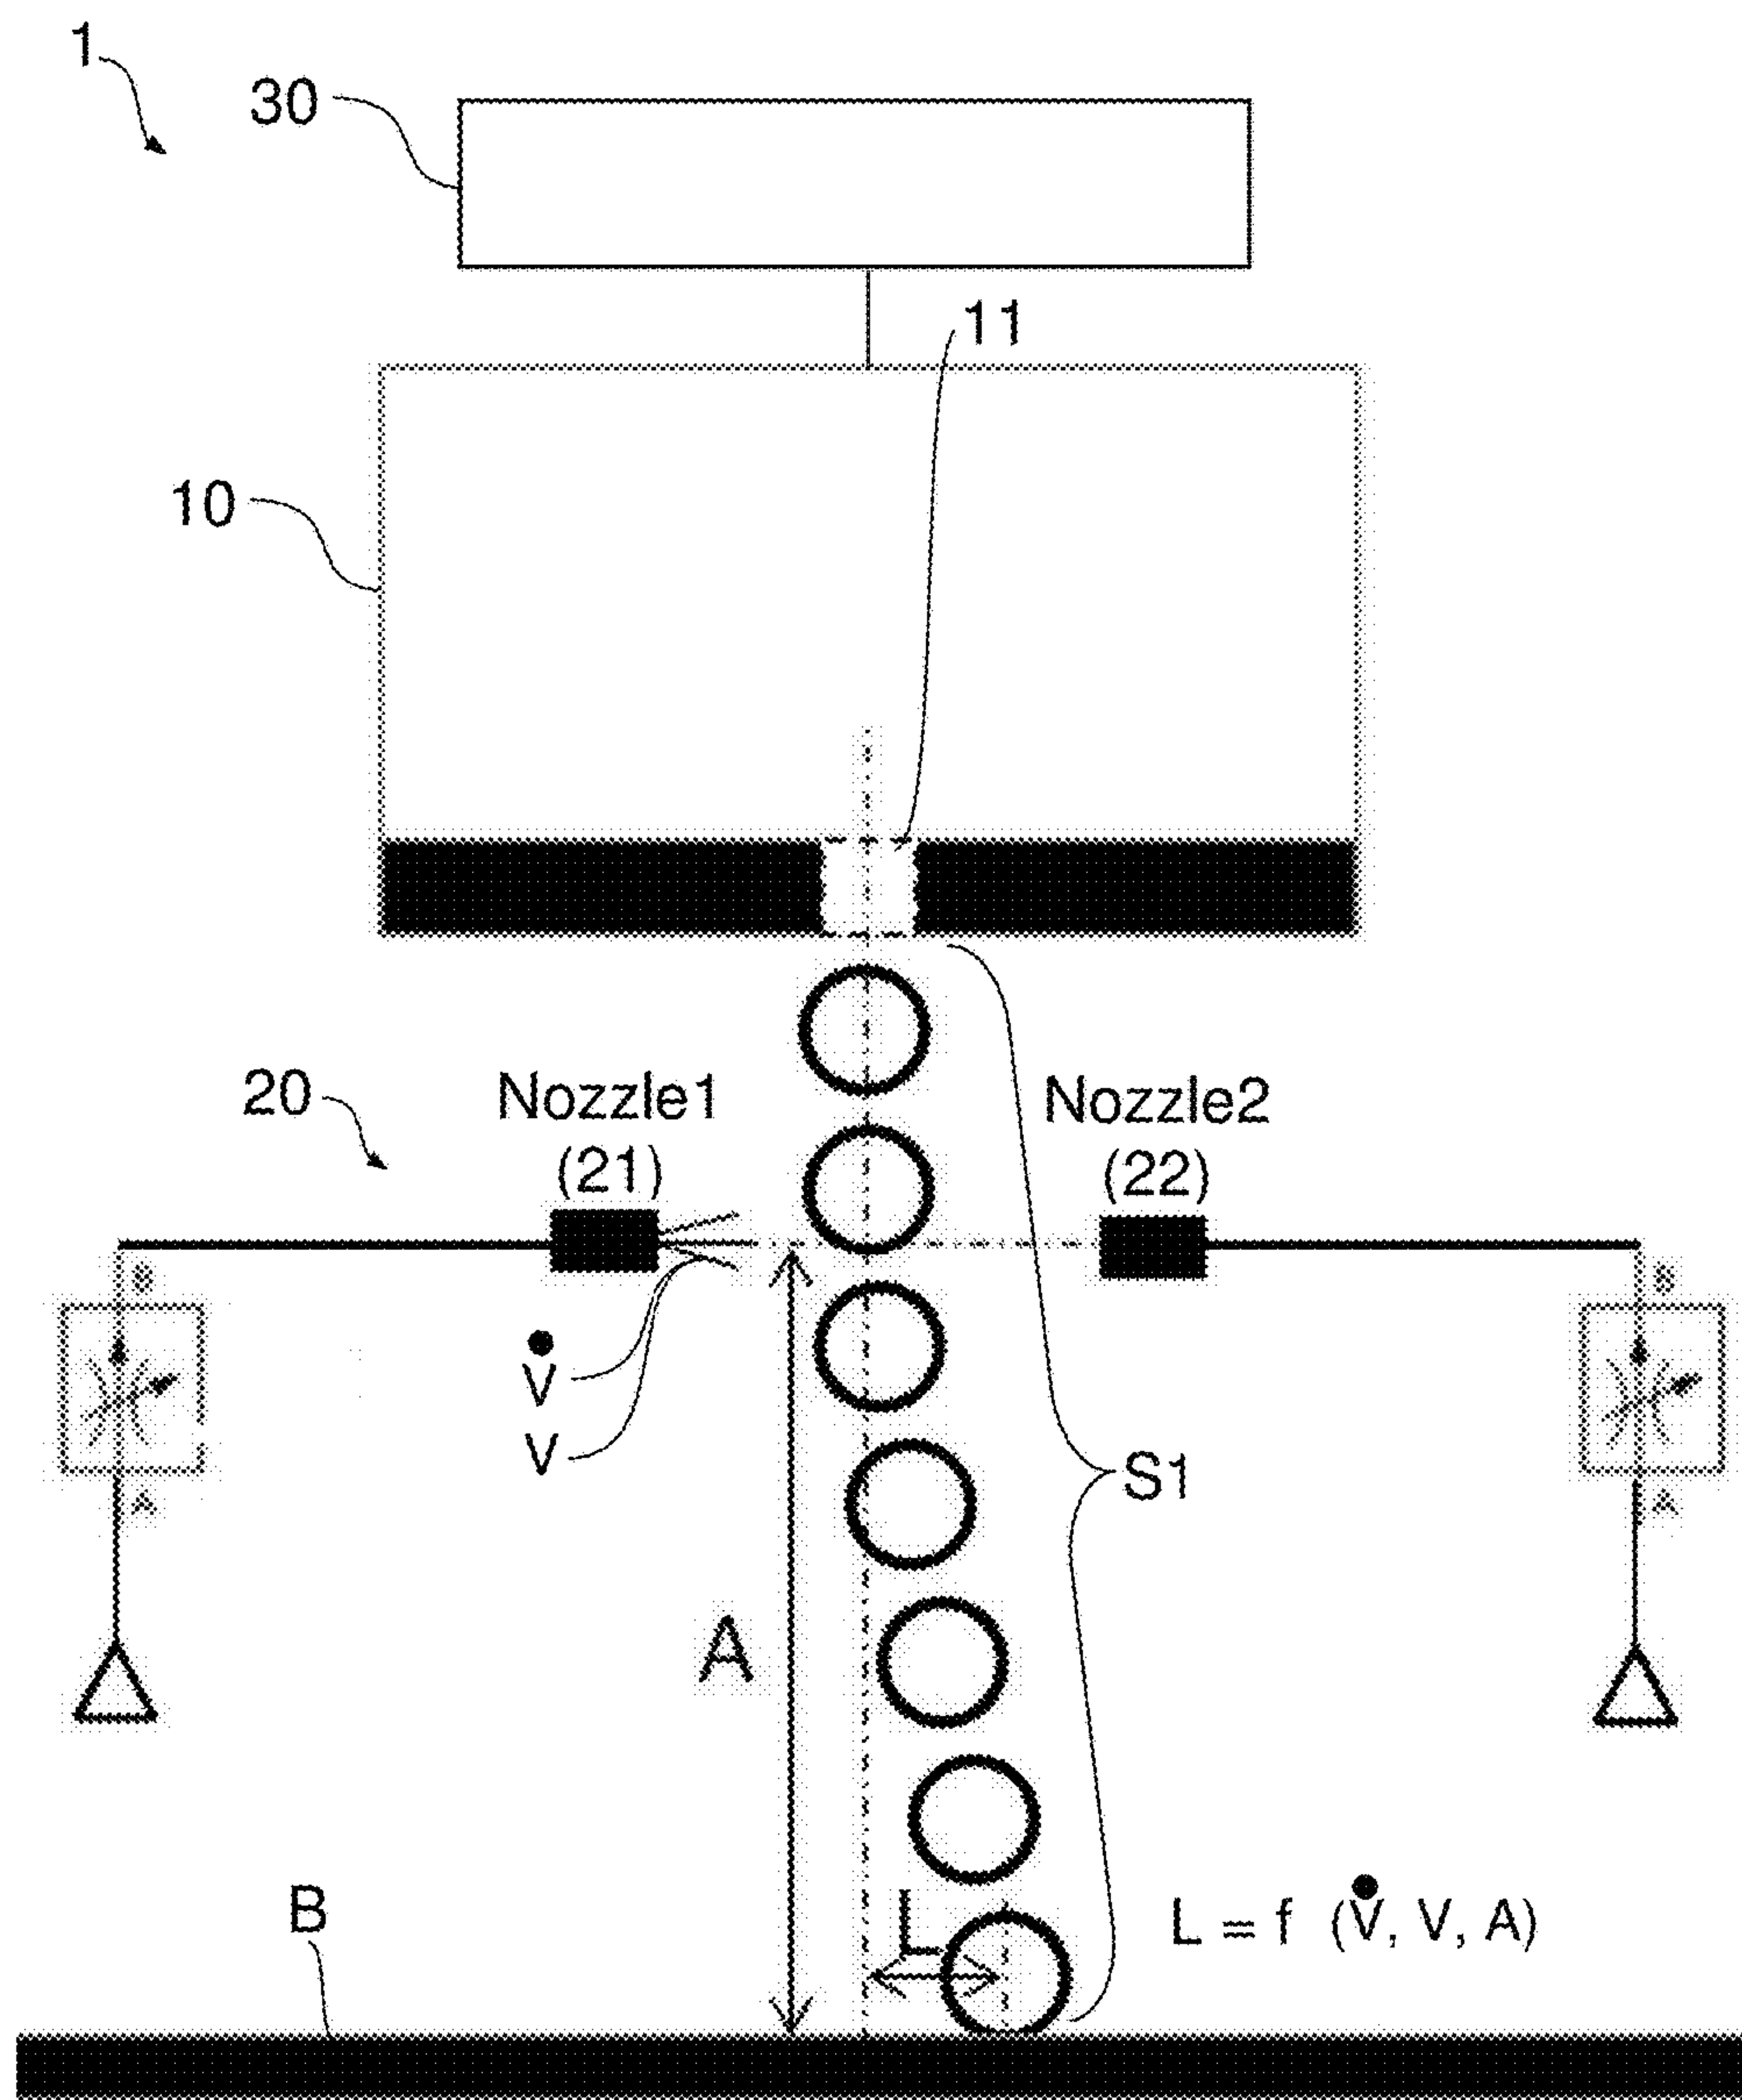 1
30
11
10
20
Nozzle1
(21)
Nozzle2
(22)
B
B
V̇
V
A
A
S1
A
B
L
L = f (V̇, V, A)